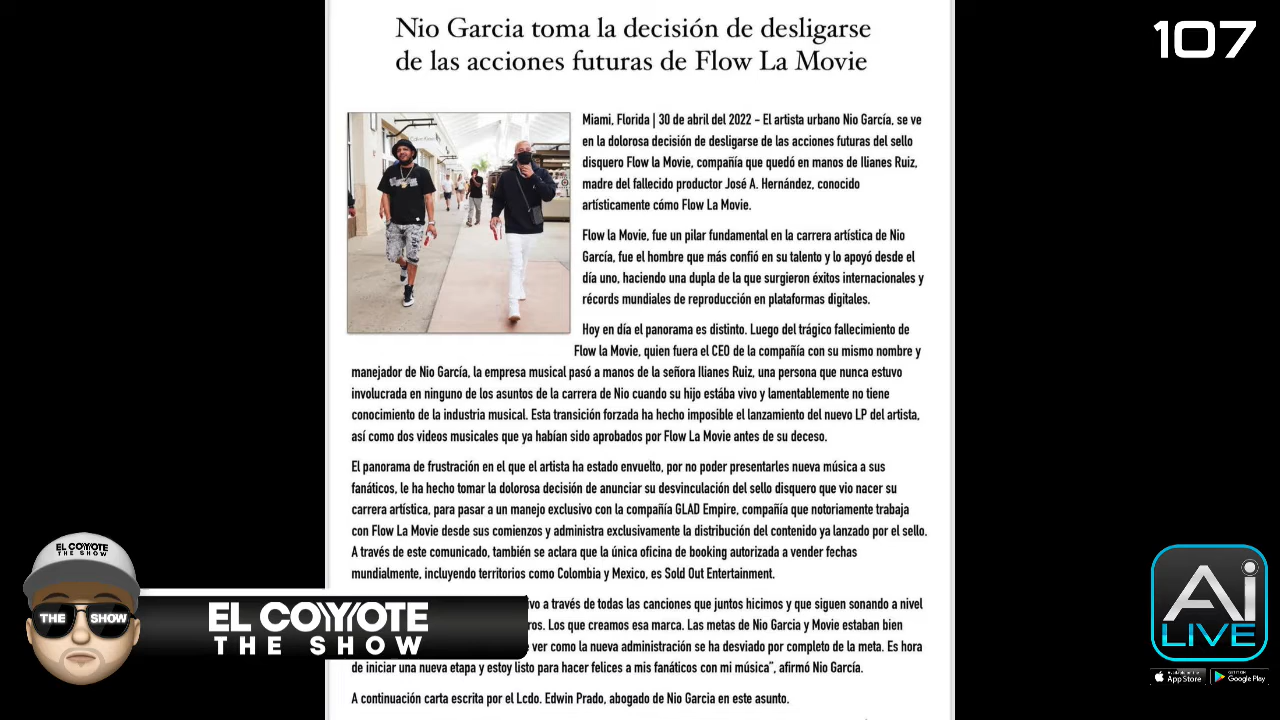 Nio Garcia toma la decisión de desligarse
de las acciones futuras de Flow La Movie
107
Miami, Florida | 30 de abril del 2022 - El artista urbano Nio García, se ve
en la dolorosa decisión de desligarse de las acciones futuras del sello
disquero Flow la Movie, compañía que quedó en manos de Ilianes Ruiz,
madre del fallecido productor José A. Hernández, conocido
artísticamente cómo Flow La Movie.
Flow la Movie, fue un pilar fundamental en la carrera artística de Nio
García, fue el hombre que más confió en su talento y lo apoyó desde el
día uno, haciendo una dupla de la que surgieron éxitos internacionales y
récords mundiales de reproducción en plataformas digitales.
Hoy en día el panorama es distinto. Luego del trágico fallecimiento de
Flow la Movie, quien fuera el CEO de la compañía con su mismo nombre y
manejador de Nio García, la empresa musical pasó a manos de la señora Ilianes Ruiz, una persona que nunca estuvo
involucrada en ninguno de los asuntos de la carrera de Nio cuando su hijo estába vivo y lamentablemente no tiene
conocimiento de la industria musical. Esta transición forzada ha hecho imposible el lanzamiento del nuevo LP del artista,
así como dos videos musicales que ya habían sido aprobados por Flow La Movie antes de su deceso.
El panorama de frustración en el que el artista ha estado envuelto, por no poder presentarles nueva música a sus
fanáticos, le ha hecho tomar la dolorosa decisión de anunciar su desvinculación del sello disquero que vio nacer su
carrera artística, para pasar a un manejo exclusivo con la compañía GLAD Empire, compañía que notoriamente trabaja
con Flow La Movie desde sus comienzos y administra exclusivamente la distribución del contenido ya lanzado por el sello.
A través de este comunicado, también se aclara que la única oficina de booking autorizada a vender fechas
mundialmente, incluyendo territorios como Colombia y Mexico, es Sold Out Entertainment.
a través de todas las canciones que juntos hicimos y que siguen sonando a nivel
Los que creamos esa marca. Las metas de Nio Garcia y Movie estaban bien
ver como la nueva administración se ha desviado por completo de la meta. Es hora
de iniciar una nueva etapa y estoy listo para hacer felices a mis fanáticos con mi música", afirmó Nio García.
A continuación carta escrita por el Lcdo. Edwin Prado, abogado de Nio Garcia en este asunto.
EL COYOTE
THE SHOW
THE SHOW
EL COYOTE
THE SHOW
Ai
LIVE
App Store
Google Play